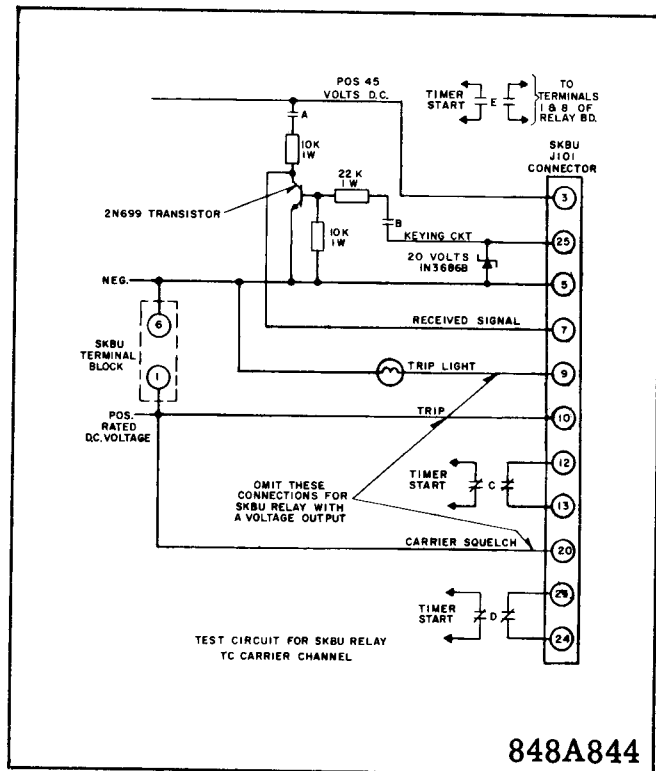 POS 45
VOLTS D.C.
TIMER
START
E
TO
TERMINALS
1 & 8 OF
RELAY BD.
A
10K
1W
SKBU
J101
CONNECTOR
22 K
1 W
3
2N699 TRANSISTOR
B
10K
1W
KEYING CKT
25
20 VOLTS
1N3686B
NEG.
5
6
RECEIVED SIGNAL
7
SKBU
TERMINAL
BLOCK
TRIP LIGHT
9
1
POS.
RATED
D.C. VOLTAGE
TRIP
10
12
TIMER
START
C
13
OMIT THESE
CONNECTIONS FOR
SKBU RELAY WITH
A VOLTAGE OUTPUT
CARRIER SQUELCH
20
TIMER
START
D
24
TEST CIRCUIT FOR SKBU RELAY
TC CARRIER CHANNEL
848A844